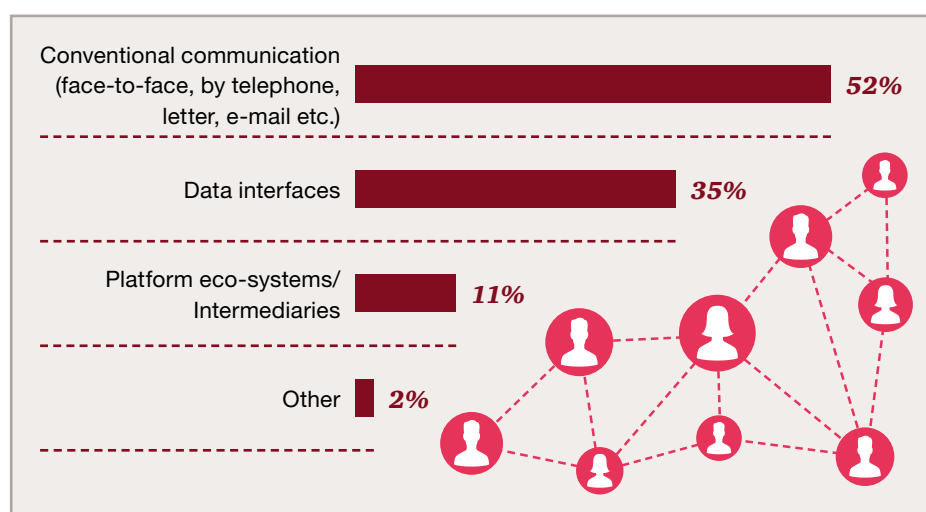 Conventional communication
(face-to-face, by telephone,
letter, e-mail etc.)
52%
Data interfaces
35%
Platform eco-systems/
Intermediaries
11%
Other
2%